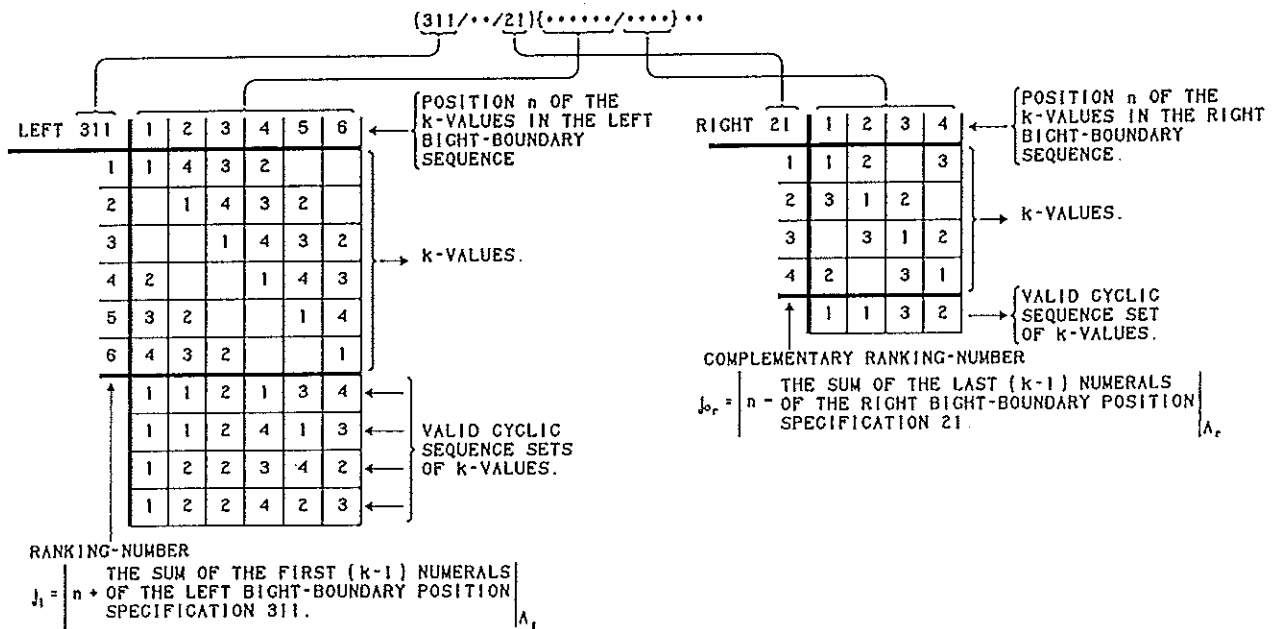 (311/··/21){······/····}··
LEFT 311 1 2 3 4 5 6
POSITION n OF THE
k-VALUES IN THE LEFT
BIGHT-BOUNDARY
SEQUENCE
1 1 4 3 2
2 1 4 3 2
3 1 4 3 2
4 2 1 4 3
5 3 2 1 4
6 4 3 2 1
k-VALUES.
1 1 2 1 3 4
1 1 2 4 1 3
1 2 2 3 4 2
1 2 2 4 2 3
VALID CYCLIC
SEQUENCE SETS
OF k-VALUES.
RANKING-NUMBER
THE SUM OF THE FIRST (k-1) NUMERALS
j₁ = | n + OF THE LEFT BIGHT-BOUNDARY POSITION
SPECIFICATION 311. |Λₗ
RIGHT 21 1 2 3 4
POSITION n OF THE
k-VALUES IN THE RIGHT
BIGHT-BOUNDARY
SEQUENCE.
1 1 2 3
2 3 1 2
3 3 1 2
4 2 3 1
k-VALUES.
1 1 3 2
VALID CYCLIC
SEQUENCE SET
OF k-VALUES.
COMPLEMENTARY RANKING-NUMBER
THE SUM OF THE LAST (k-1) NUMERALS
j₀ᵣ = | n - OF THE RIGHT BIGHT-BOUNDARY POSITION
SPECIFICATION 21 |Λᵣ